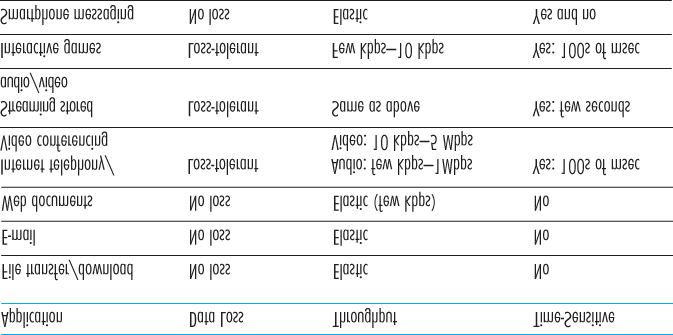 Application Data Loss Throughput Time-Sensitive
File transfer/download No loss Elastic No
E-mail No loss Elastic No
Web documents No loss Elastic (few kbps) No
Internet telephony/ Loss-tolerant Audio: few kbps–1Mbps Yes: 100s of msec
Video conferencing Video: 10 kbps–5 Mbps
Streaming stored Loss-tolerant Same as above Yes: few seconds
audio/video
Interactive games Loss-tolerant Few kbps–10 kbps Yes: 100s of msec
Smartphone messaging No loss Elastic Yes and no